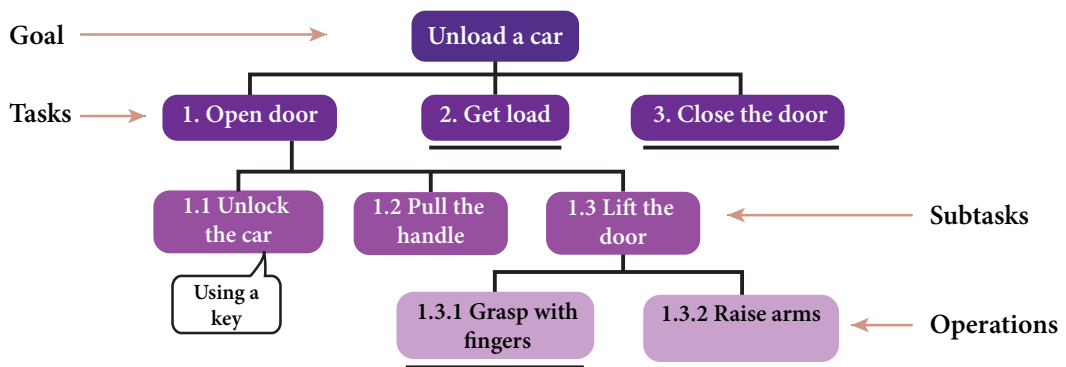 Goal
Unload a car
Tasks
1. Open door
2. Get load
3. Close the door
1.1 Unlock
the car
1.2 Pull the
handle
1.3 Lift the
door
Subtasks
Using a
key
1.3.1 Grasp with
fingers
1.3.2 Raise arms
Operations